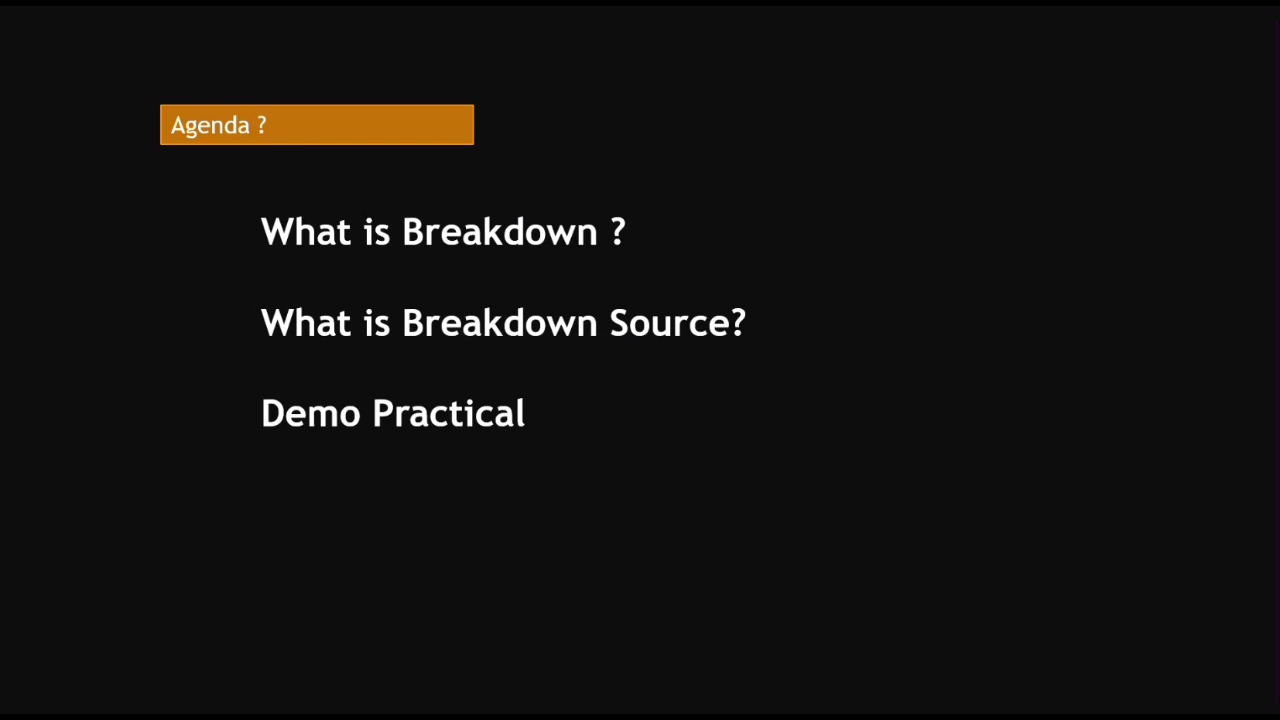 Agenda ?
What is Breakdown ?
What is Breakdown Source?
Demo Practical